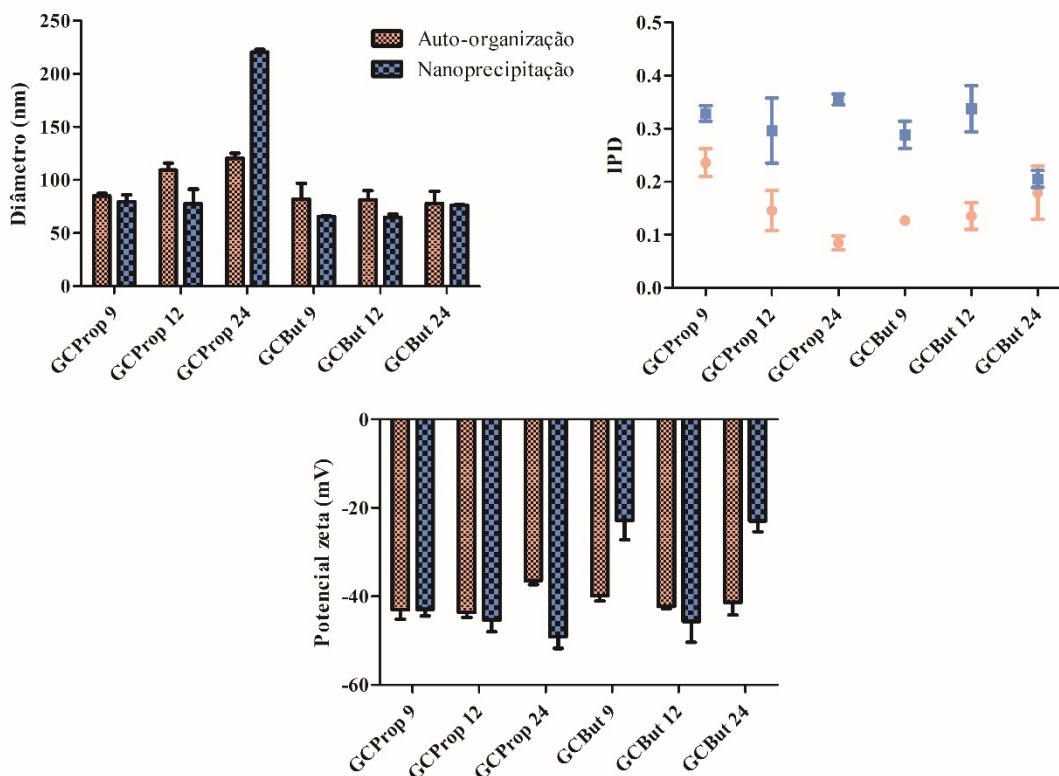 250
200
150
100
50
0
Diâmetro (nm)
GCProp 9
GCProp 12
GCProp 24
GCBut 9
GCBut 12
GCBut 24
Auto-organização
Nanoprecipitação
0.5
0.4
0.3
0.2
0.1
0.0
IPD
GCProp 9
GCProp 12
GCProp 24
GCBut 9
GCBut 12
GCBut 24
0
-20
-40
-60
Potencial zeta (mV)
GCProp 9
GCProp 12
GCProp 24
GCBut 9
GCBut 12
GCBut 24